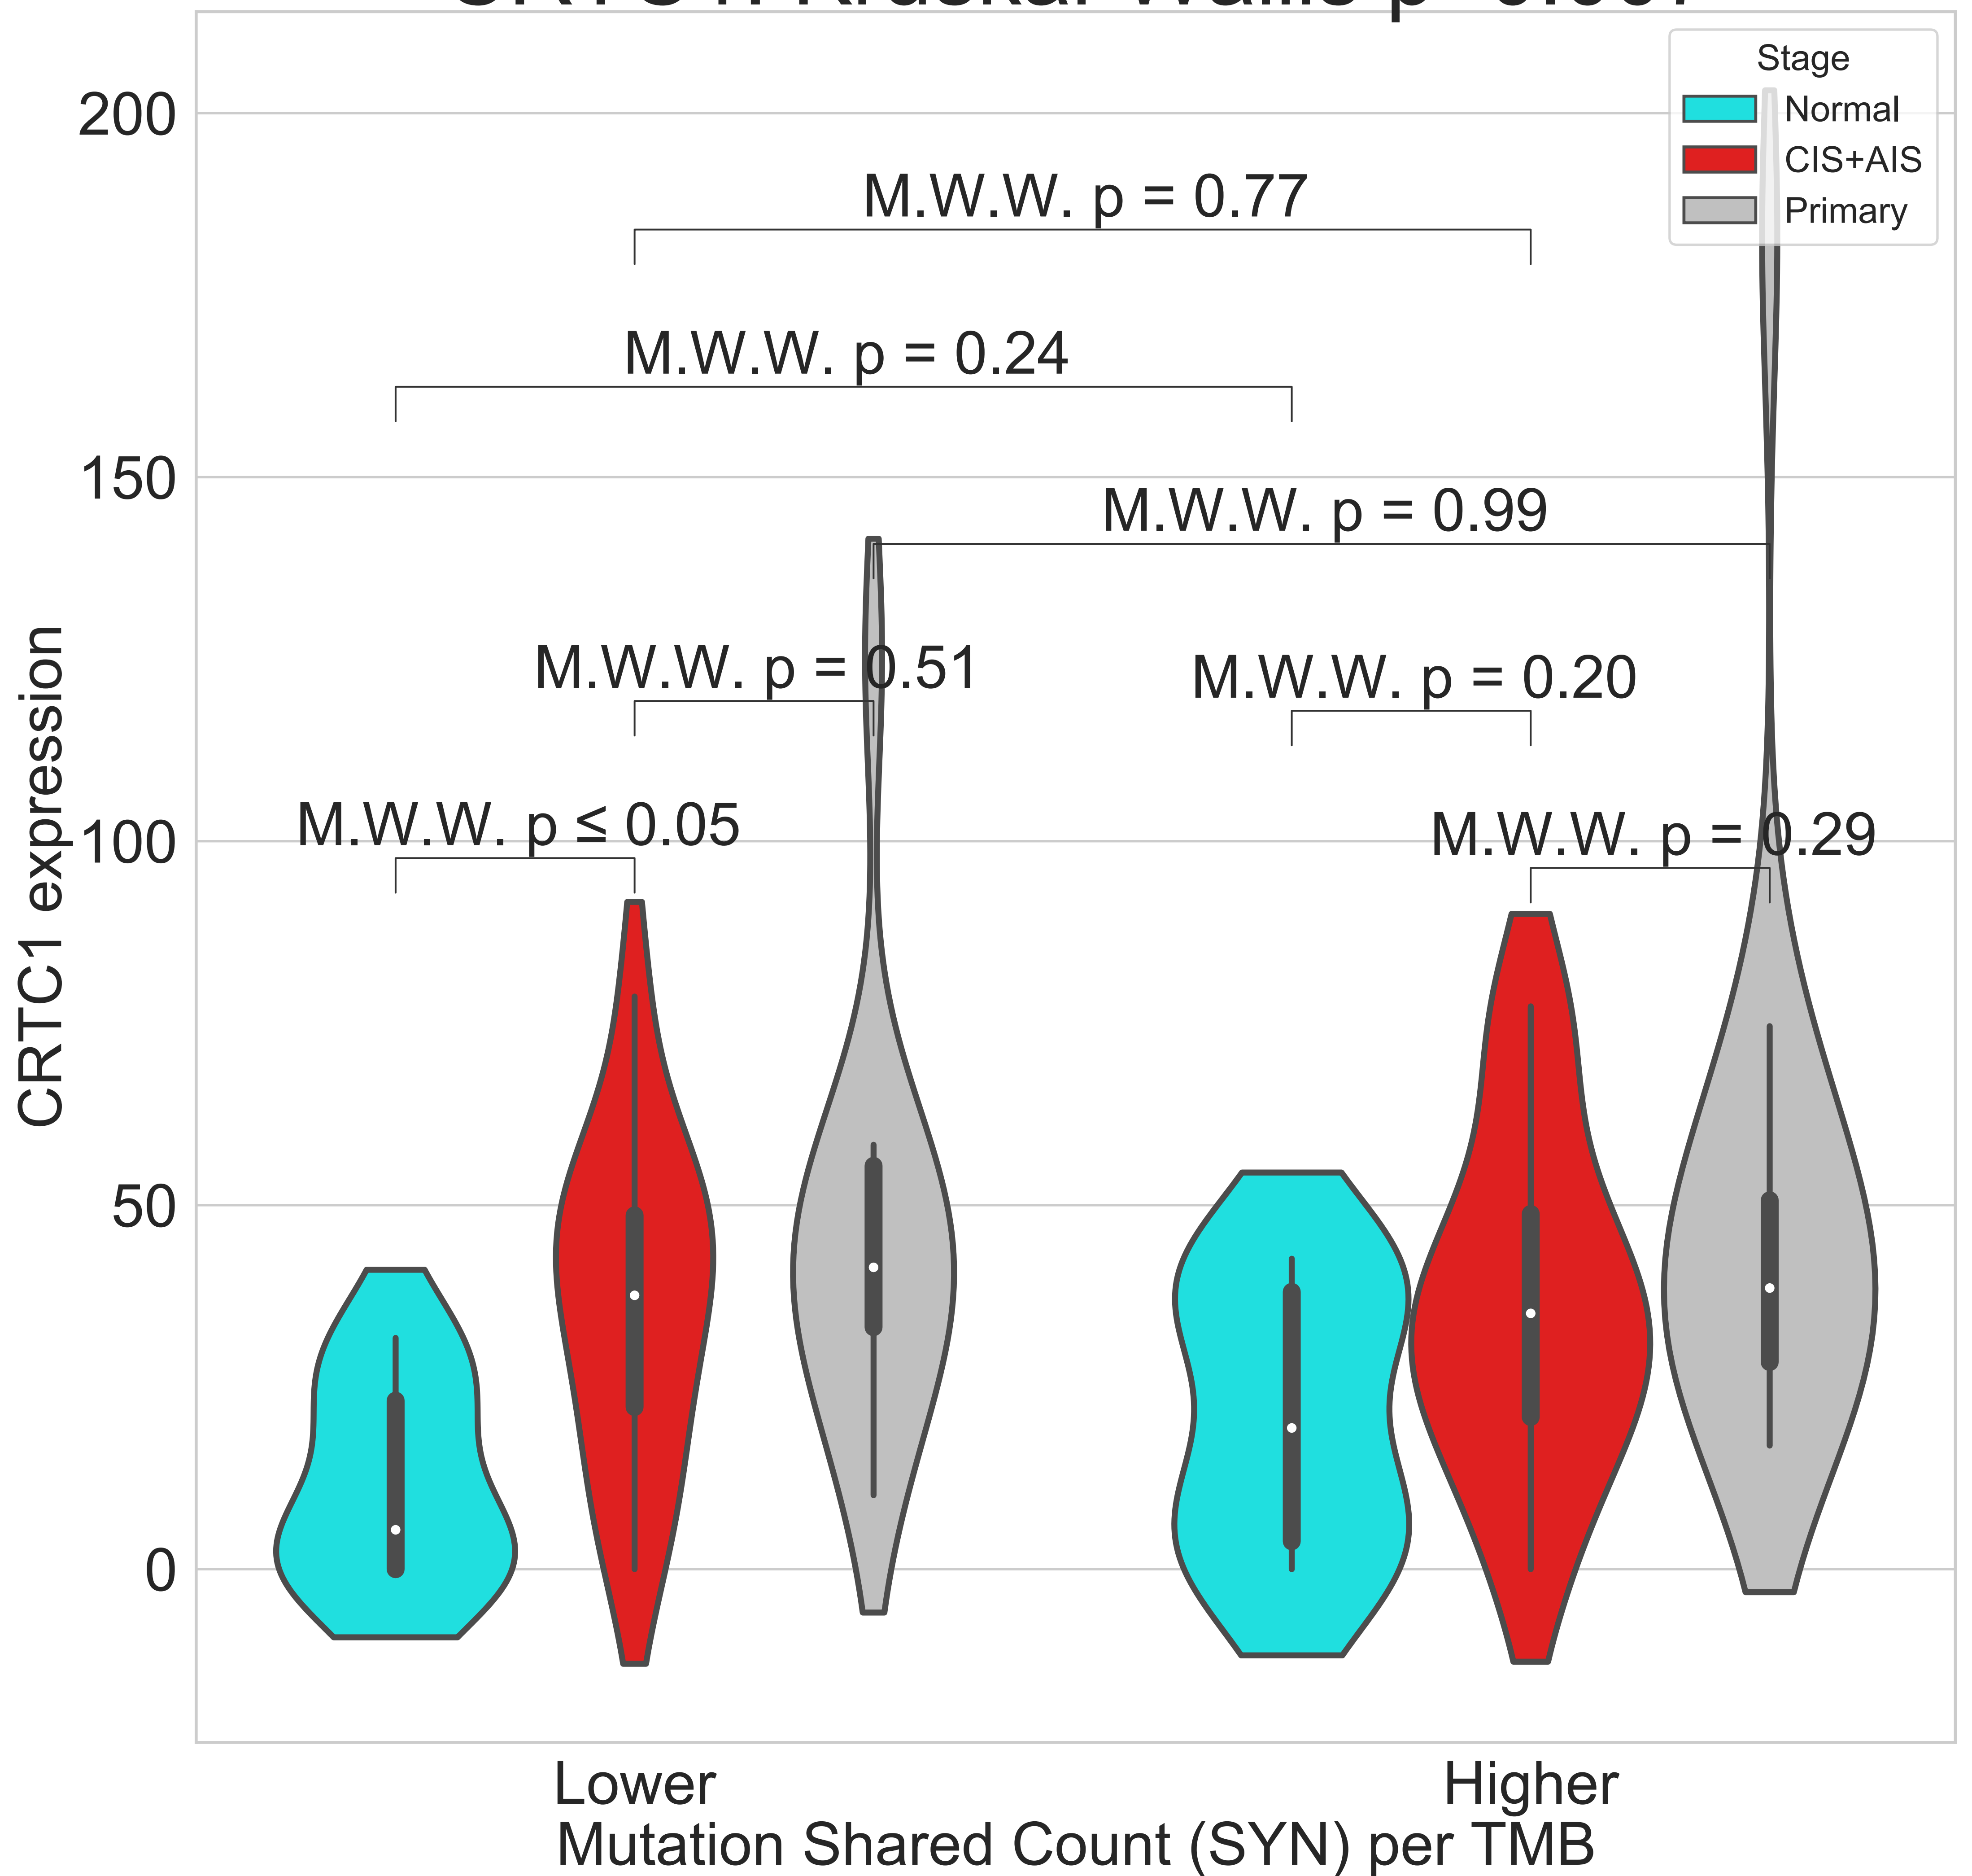 Stage
Normal
CIS+AIS
Primary
200
150
100
50
0
CRTC1 expression
M.W.W. p = 0.77
M.W.W. p = 0.24
M.W.W. p = 0.99
M.W.W. p = 0.51
M.W.W. p = 0.20
M.W.W. p ≤ 0.05
M.W.W. p = 0.29
Lower
Higher
Mutation Shared Count (SYN) per TMB